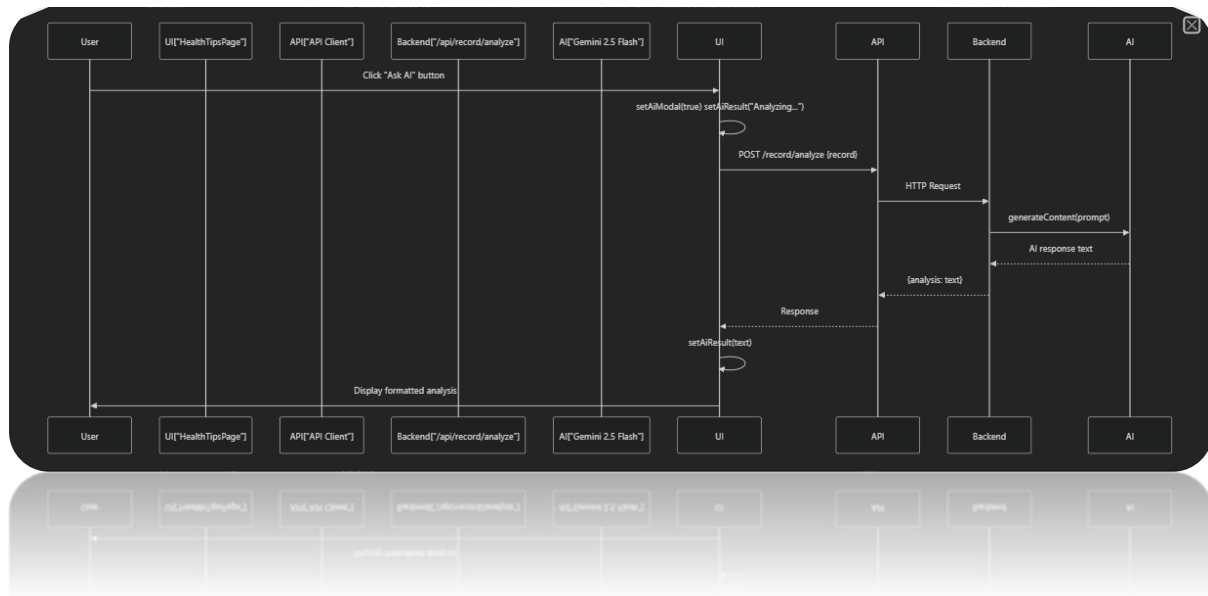 User
UI["HealthTipsPage"]
API["API Client"]
Backend["/api/record/analyze"]
AI["Gemini 2.5 Flash"]
UI
API
Backend
AI
Click "Ask AI" button
setAiModal(true) setAiResult("Analyzing...")
POST /record/analyze {record}
HTTP Request
generateContent(prompt)
AI response text
{analysis: text}
Response
setAiResult(text)
Display formatted analysis
User
UI["HealthTipsPage"]
API["API Client"]
Backend["/api/record/analyze"]
AI["Gemini 2.5 Flash"]
UI
API
Backend
AI